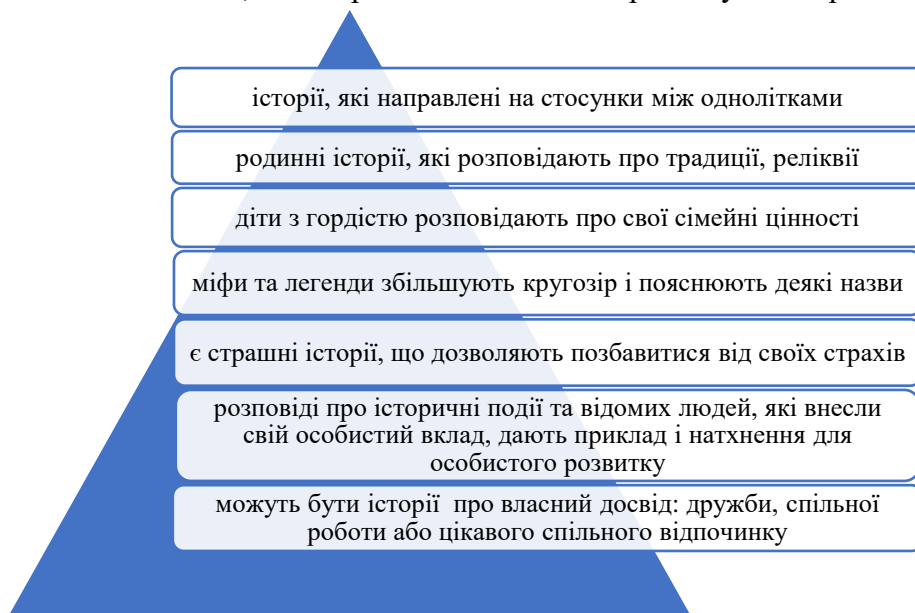 історії, які направлені на стосунки між однолітками
родинні історії, які розповідають про традиції, реліквії
діти з гордістю розповідають про свої сімейні цінності
міфи та легенди збільшують кругозір і пояснюють деякі назви
є страшні історії, що дозволяють позбавитися від своїх страхів
розповіді про історичні події та відомих людей, які внесли
свій особистий вклад, дають приклад і натхнення для
особистого розвитку
можуть бути історії про власний досвід: дружби, спільної
роботи або цікавого спільного відпочинку